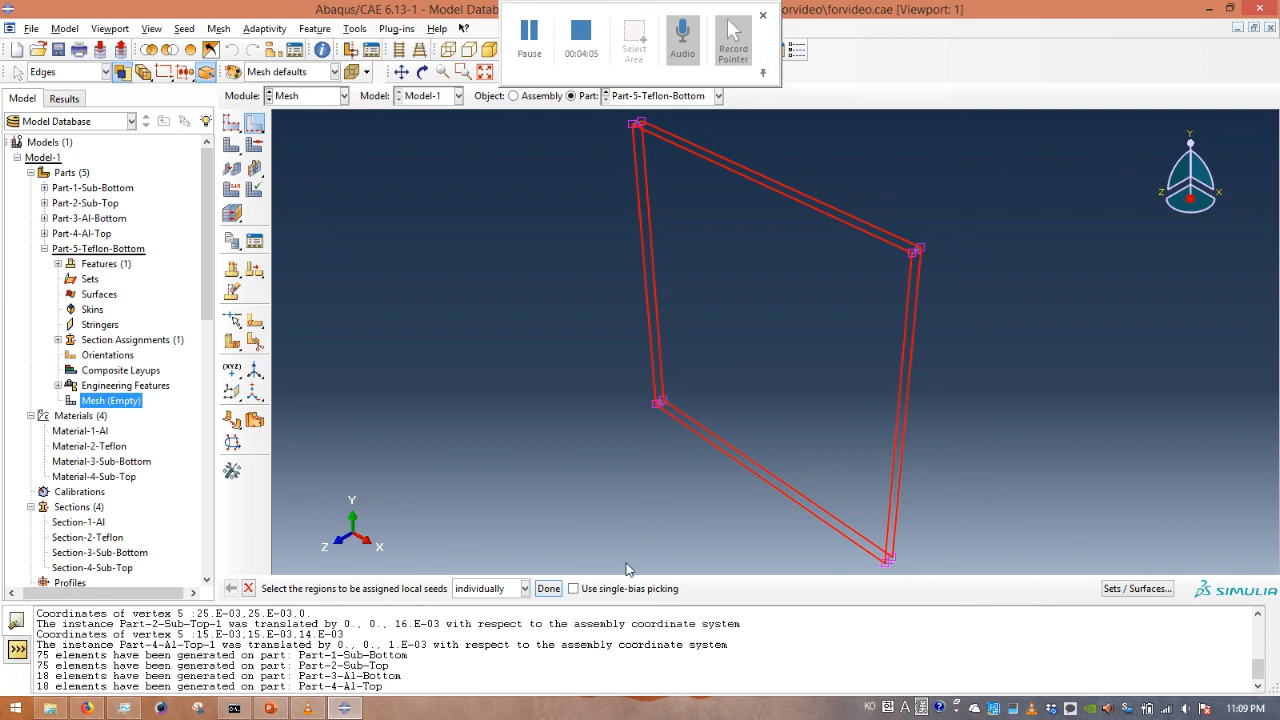 Abaqus/CAE 6.13-1 - Model Datab
orvideo/forvideo.cae [Viewport: 1]
File Model Viewport View Seed Mesh Adaptivity Feature Tools Plug-ins Help
Pause
00:04:05
Select Area
Audio
Record Pointer
Edges
Mesh defaults
Model Results
Module: Mesh Model: Model-1 Object: Assembly Part: Part-5-Teflon-Bottom
Model Database
Models (1)
Model-1
Parts (5)
Part-1-Sub-Bottom
Part-2-Sub-Top
Part-3-Al-Bottom
Part-4-Al-Top
Part-5-Teflon-Bottom
Features (1)
Sets
Surfaces
Skins
Stringers
Section Assignments (1)
Orientations
Composite Layups
Engineering Features
Mesh (Empty)
Materials (4)
Material-1-Al
Material-2-Teflon
Material-3-Sub-Bottom
Material-4-Sub-Top
Calibrations
Sections (4)
Section-1-Al
Section-2-Teflon
Section-3-Sub-Bottom
Section-4-Sub-Top
Profiles
(XYZ)
Y
Z X
Y
Z X
Select the regions to be assigned local seeds individually Done Use single-bias picking Sets / Surfaces...
SIMULIA
Coordinates of vertex 5 :25.E-03,25.E-03,0.
The instance Part-2-Sub-Top-1 was translated by 0., 0., 16.E-03 with respect to the assembly coordinate system
Coordinates of vertex 5 :15.E-03,15.E-03,14.E-03
The instance Part-4-Al-Top-1 was translated by 0., 0., 1.E-03 with respect to the assembly coordinate system
75 elements have been generated on part: Part-1-Sub-Bottom
75 elements have been generated on part: Part-2-Sub-Top
18 elements have been generated on part: Part-3-Al-Bottom
18 elements have been generated on part: Part-4-Al-Top
KO A
11:09 PM